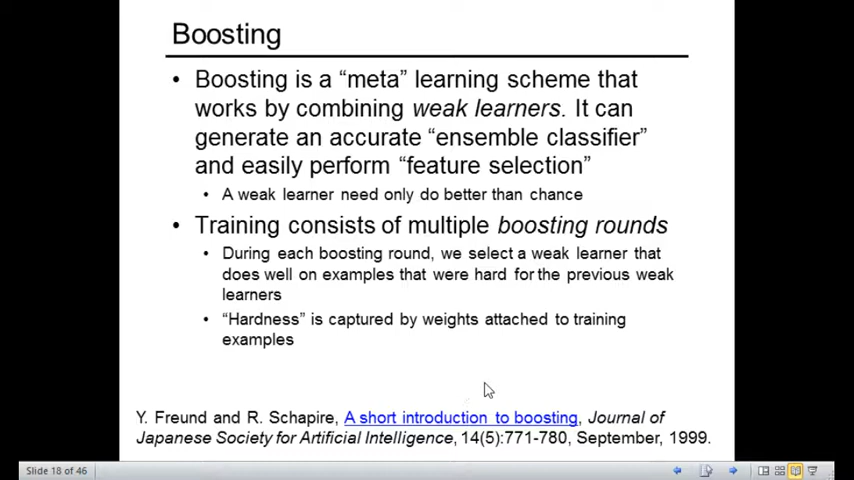 Boosting
• Boosting is a “meta” learning scheme that
works by combining weak learners. It can
generate an accurate “ensemble classifier”
and easily perform “feature selection”
• A weak learner need only do better than chance
• Training consists of multiple boosting rounds
• During each boosting round, we select a weak learner that
does well on examples that were hard for the previous weak
learners
• “Hardness” is captured by weights attached to training
examples
Y. Freund and R. Schapire, A short introduction to boosting, Journal of
Japanese Society for Artificial Intelligence, 14(5):771-780, September, 1999.
Slide 18 of 46